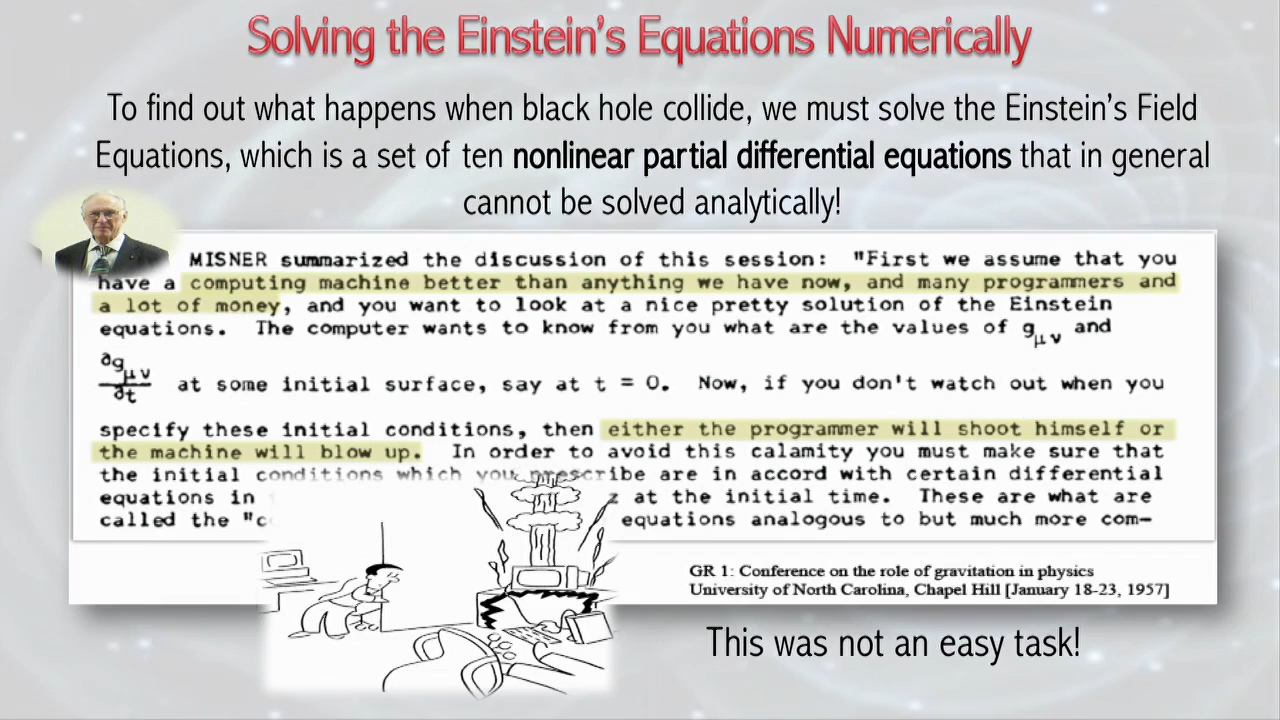 Solving the Einstein's Equations Numerically
To find out what happens when black hole collide, we must solve the Einstein's Field
Equations, which is a set of ten nonlinear partial differential equations that in general
cannot be solved analytically!
MISNER summarized the discussion of this session: "First we assume that you
have a computing machine better than anything we have now, and many programmers and
a lot of money, and you want to look at a nice pretty solution of the Einstein
equations. The computer wants to know from you what are the values of g_μν and
∂g_μν/∂t at some initial surface, say at t = 0. Now, if you don't watch out when you
specify these initial conditions, then either the programmer will shoot himself or
the machine will blow up. In order to avoid this calamity you must make sure that
the initial conditions which you prescribe are in accord with certain differential
equations in z at the initial time. These are what are
called the "c equations analogous to but much more com-
GR 1: Conference on the role of gravitation in physics
University of North Carolina, Chapel Hill [January 18-23, 1957]
This was not an easy task!